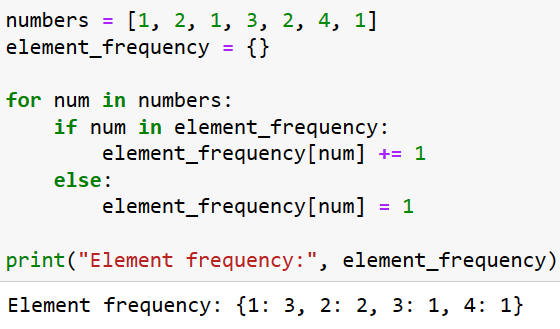 numbers = [1, 2, 1, 3, 2, 4, 1]
element_frequency = {}

for num in numbers:
    if num in element_frequency:
        element_frequency[num] += 1
    else:
        element_frequency[num] = 1

print("Element frequency:", element_frequency)
Element frequency: {1: 3, 2: 2, 3: 1, 4: 1}